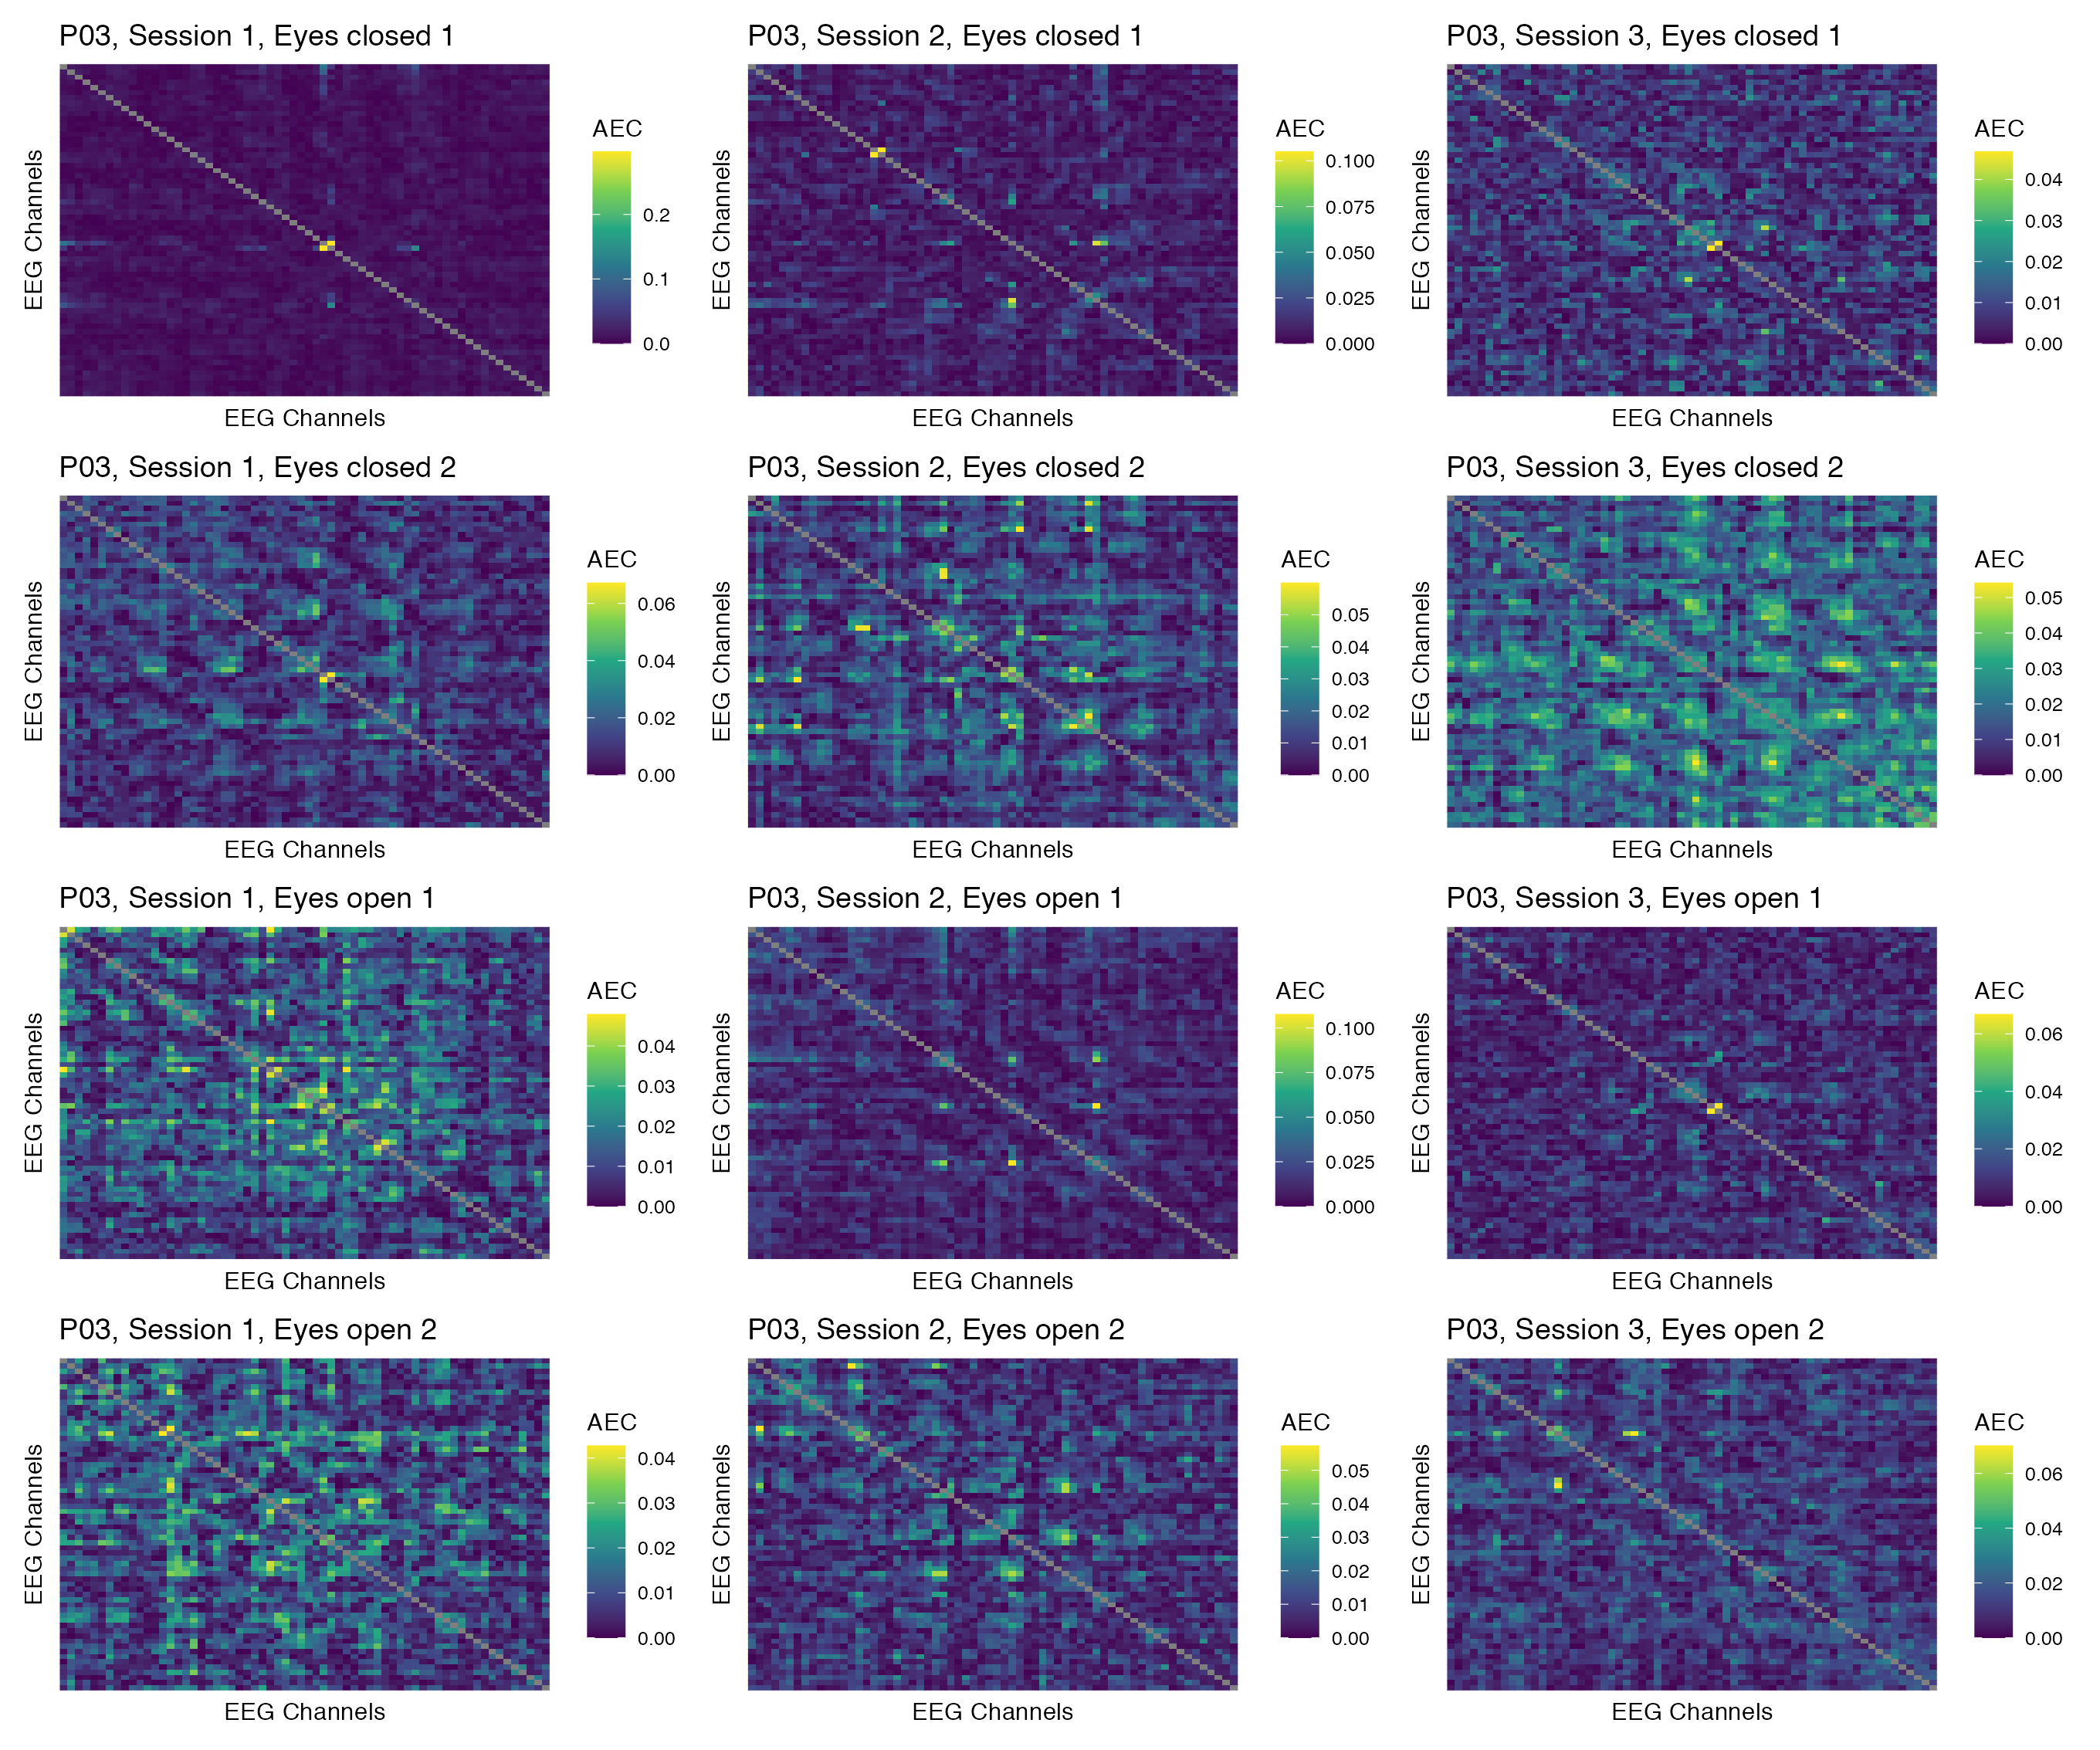 P03, Session 1, Eyes closed 1
P03, Session 2, Eyes closed 1
P03, Session 3, Eyes closed 1
EEG Channels
EEG Channels
AEC
0.2
0.1
0.0
EEG Channels
EEG Channels
AEC
0.100
0.075
0.050
0.025
0.000
EEG Channels
EEG Channels
AEC
0.04
0.03
0.02
0.01
0.00
P03, Session 1, Eyes closed 2
P03, Session 2, Eyes closed 2
P03, Session 3, Eyes closed 2
EEG Channels
EEG Channels
AEC
0.06
0.04
0.02
0.00
EEG Channels
EEG Channels
AEC
0.05
0.04
0.03
0.02
0.01
0.00
EEG Channels
EEG Channels
AEC
0.05
0.04
0.03
0.02
0.01
0.00
P03, Session 1, Eyes open 1
P03, Session 2, Eyes open 1
P03, Session 3, Eyes open 1
EEG Channels
EEG Channels
AEC
0.04
0.03
0.02
0.01
0.00
EEG Channels
EEG Channels
AEC
0.100
0.075
0.050
0.025
0.000
EEG Channels
EEG Channels
AEC
0.06
0.04
0.02
0.00
P03, Session 1, Eyes open 2
P03, Session 2, Eyes open 2
P03, Session 3, Eyes open 2
EEG Channels
EEG Channels
AEC
0.04
0.03
0.02
0.01
0.00
EEG Channels
EEG Channels
AEC
0.05
0.04
0.03
0.02
0.01
0.00
EEG Channels
EEG Channels
AEC
0.06
0.04
0.02
0.00